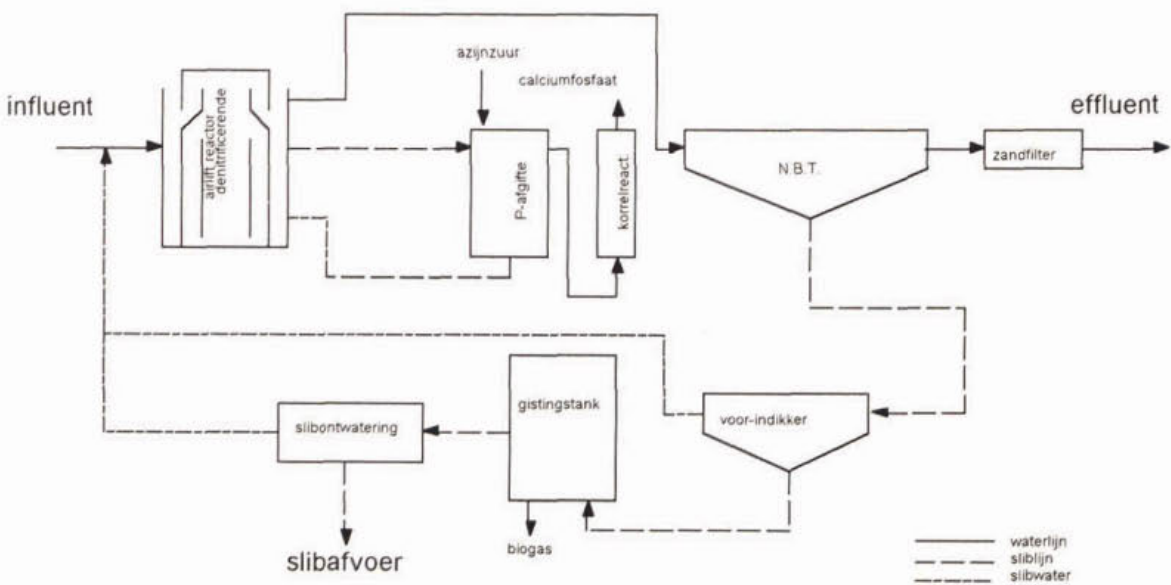 azijnzuur
calciumfosfaat
influent
effluent
airlift reactor
denitrificerende
P-afgifte
korrelreact.
N.B.T.
zandfilter
gistingstank
voor-indikker
slibontwatering
biogas
slibafvoer
waterlijn
sliblijn
slibwater